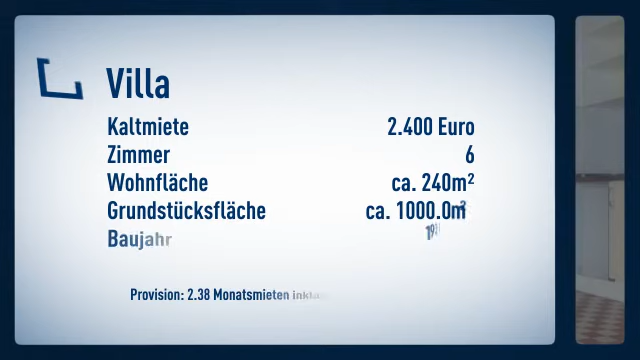 Villa
Kaltmiete 2.400 Euro
Zimmer 6
Wohnfläche ca. 240m²
Grundstücksfläche ca. 1000.0m²
Baujahr
Provision: 2.38 Monatsmieten